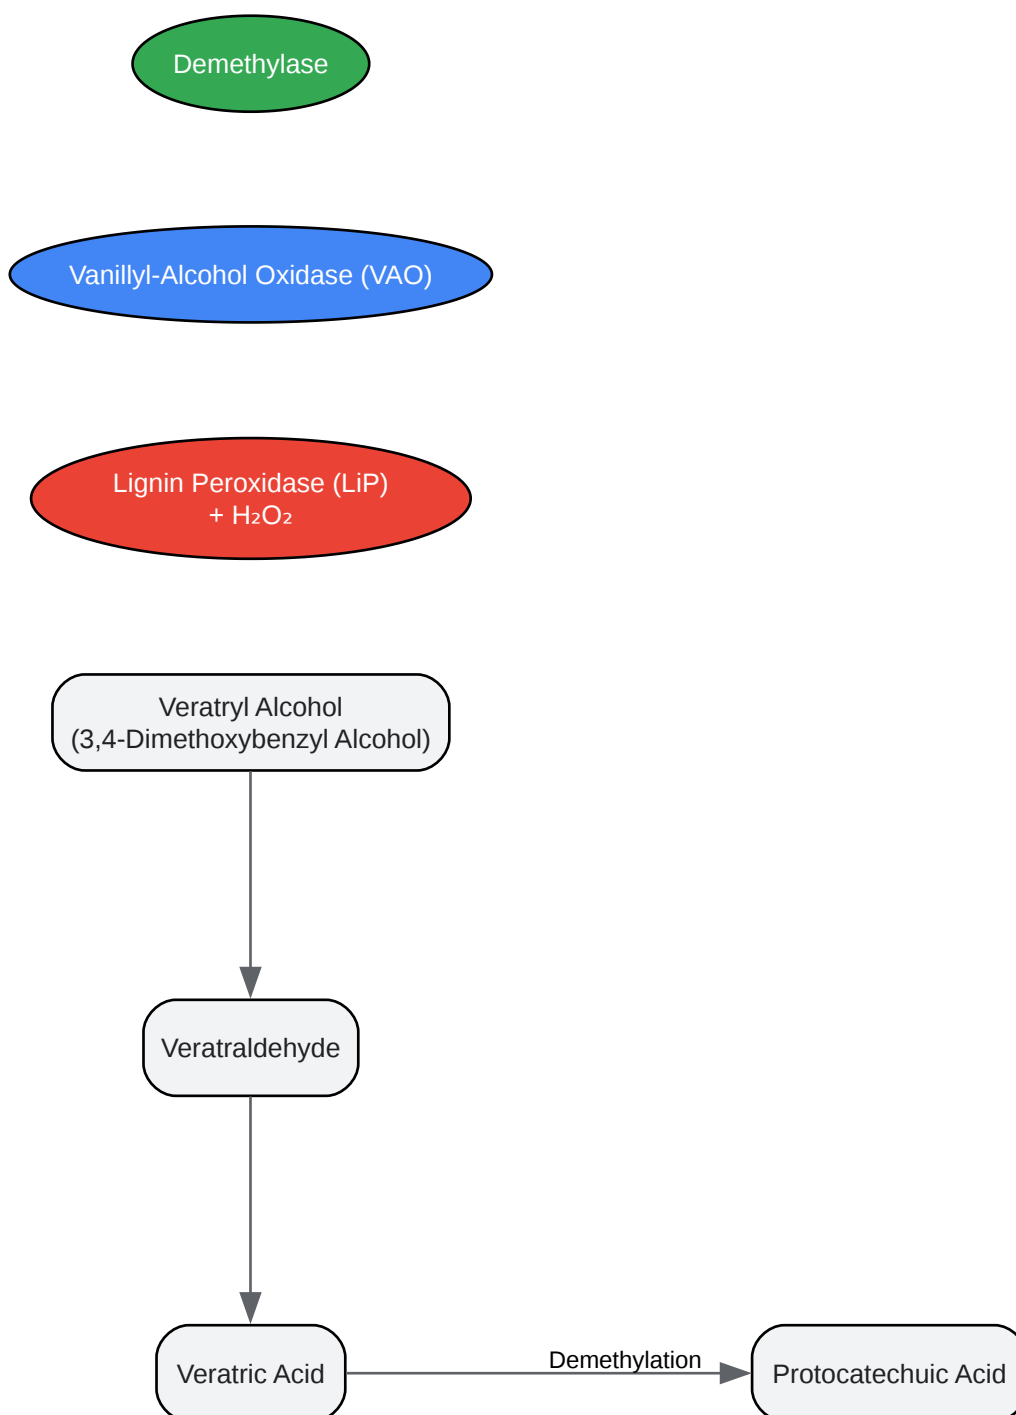 Demethylase
Vanillyl-Alcohol Oxidase (VAO)
Lignin Peroxidase (LiP)
+ H₂O₂
Veratryl Alcohol
(3,4-Dimethoxybenzyl Alcohol)
Veratraldehyde
Veratric Acid
Demethylation
Protocatechuic Acid